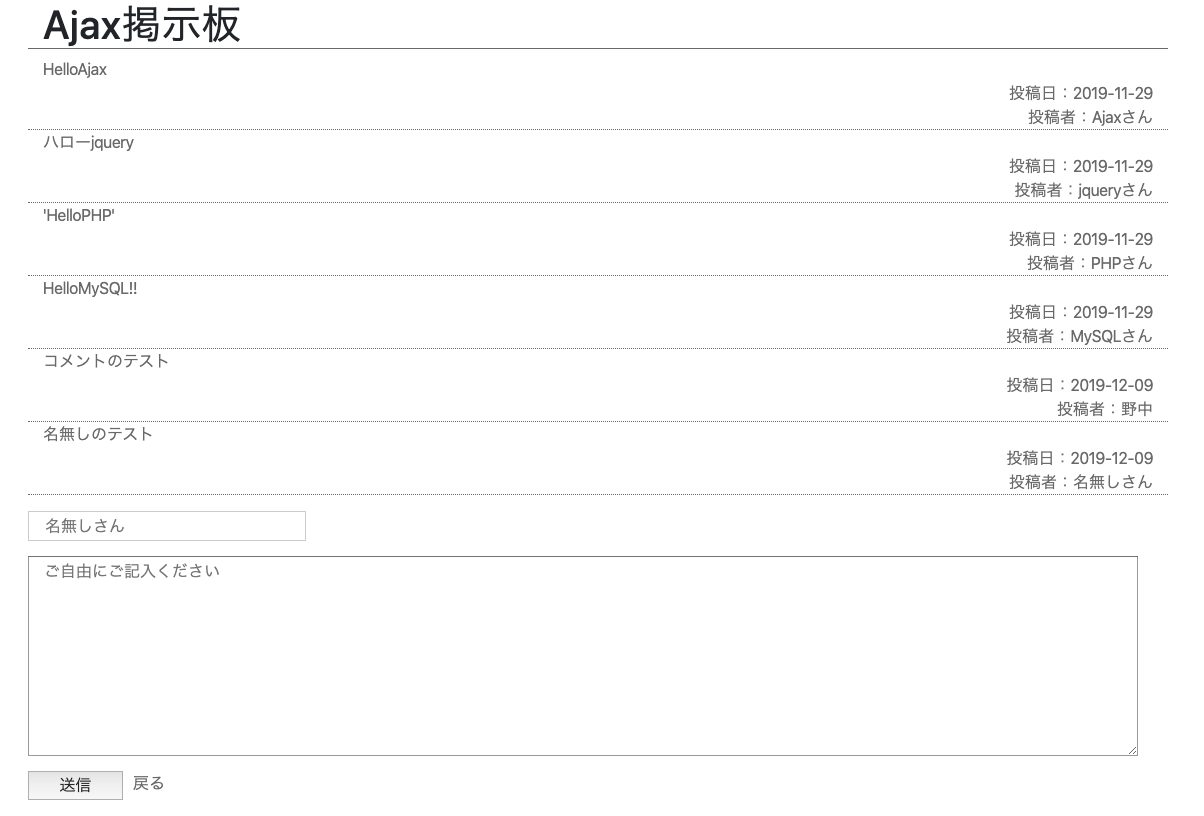 Ajax掲示板
HelloAjax
投稿日：2019-11-29
投稿者：Ajaxさん
ハローjquery
投稿日：2019-11-29
投稿者：jqueryさん
'HelloPHP'
投稿日：2019-11-29
投稿者：PHPさん
HelloMySQL!!
投稿日：2019-11-29
投稿者：MySQLさん
コメントのテスト
投稿日：2019-12-09
投稿者：野中
名無しのテスト
投稿日：2019-12-09
投稿者：名無しさん
名無しさん
ご自由にご記入ください
送信 戻る